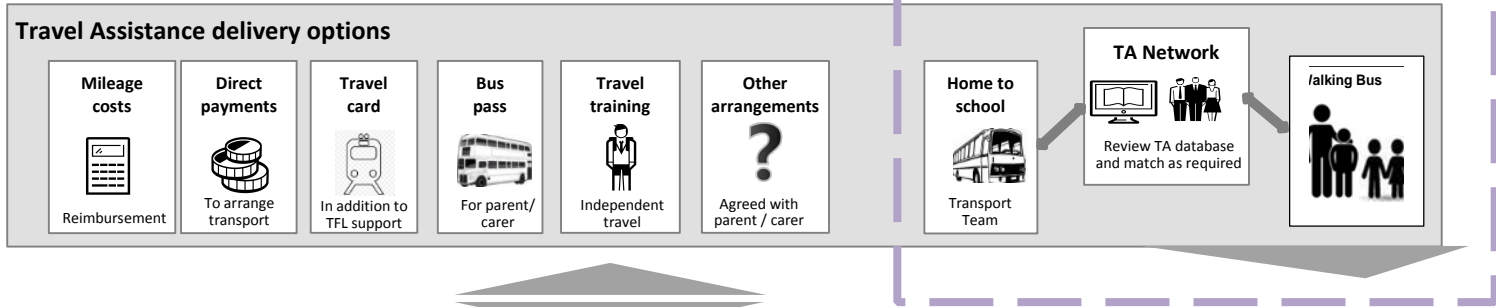 Travel Assistance delivery options
Mileage
costs
Reimbursement
Direct
payments
To arrange
transport
Travel
card
In addition to
TFL support
Bus
pass
For parent/
carer
Travel
training
Independent
travel
Other
arrangements
?
Agreed with
parent / carer
Home to
school
Transport
Team
TA Network
Review TA database
and match as required
/alking Bus